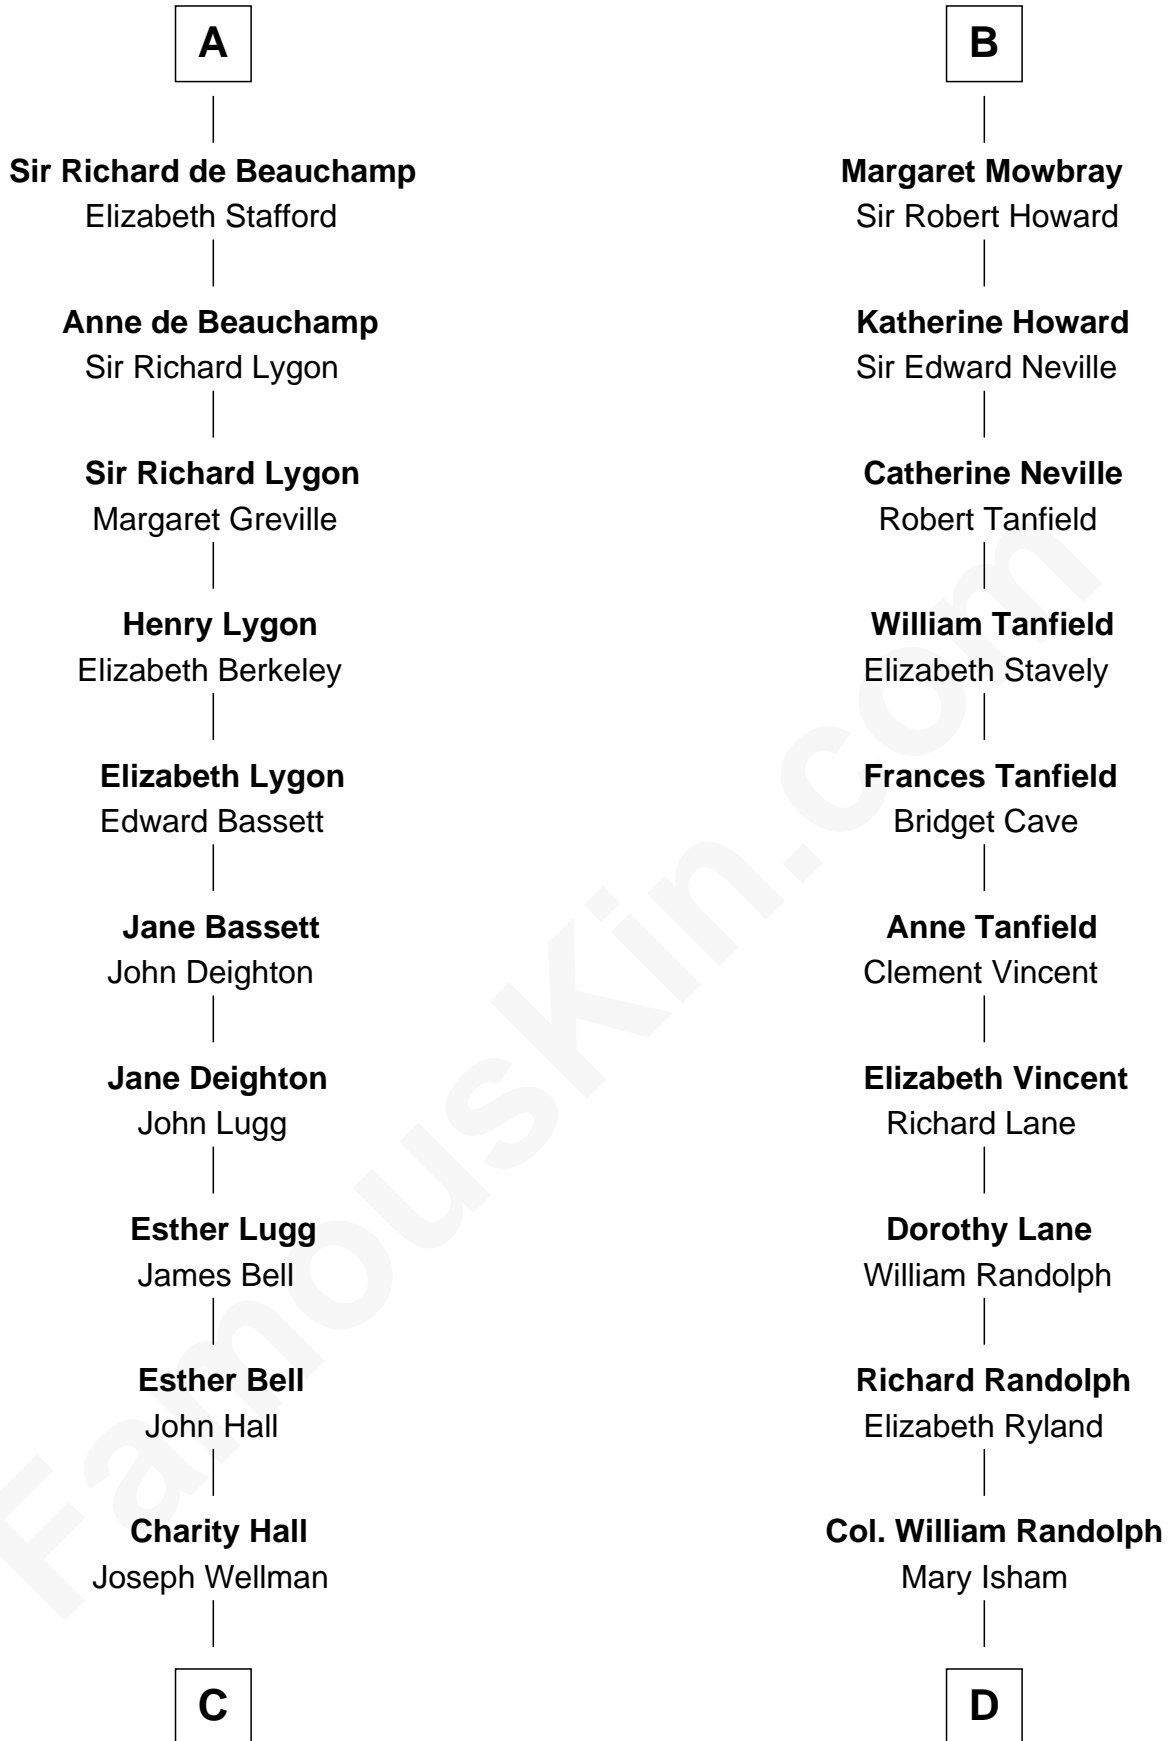 A
Sir Richard de Beauchamp
Elizabeth Stafford
Anne de Beauchamp
Sir Richard Lygon
Sir Richard Lygon
Margaret Greville
Henry Lygon
Elizabeth Berkeley
Elizabeth Lygon
Edward Bassett
Jane Bassett
John Deighton
Jane Deighton
John Lugg
Esther Lugg
James Bell
Esther Bell
John Hall
Charity Hall
Joseph Wellman
C
B
Margaret Mowbray
Sir Robert Howard
Katherine Howard
Sir Edward Neville
Catherine Neville
Robert Tanfield
William Tanfield
Elizabeth Stavely
Frances Tanfield
Bridget Cave
Anne Tanfield
Clement Vincent
Elizabeth Vincent
Richard Lane
Dorothy Lane
William Randolph
Richard Randolph
Elizabeth Ryland
Col. William Randolph
Mary Isham
D
FamousKin.com